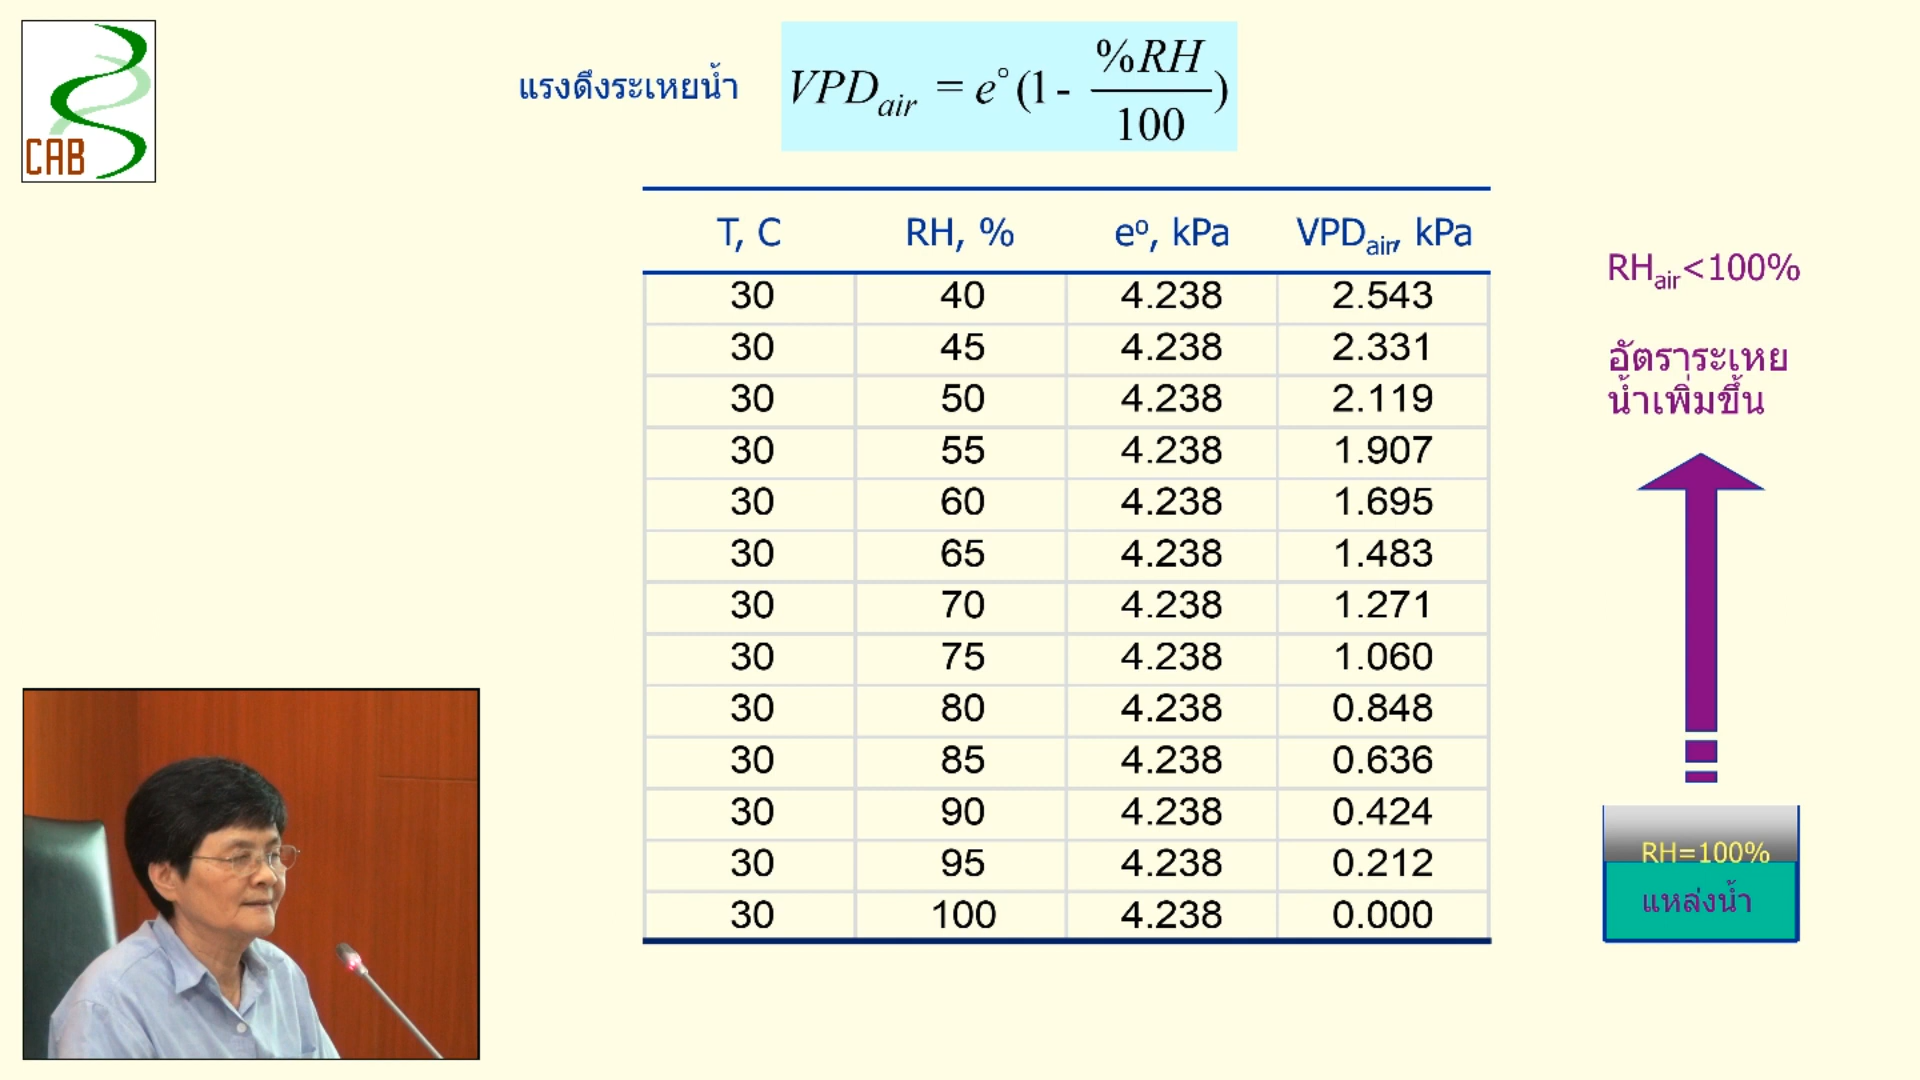 CAB
แรงดึงระเหยน้ำ
VPDair = e°(1- %RH/100)
T, C RH, % eº, kPa VPDair, kPa
30 40 4.238 2.543
30 45 4.238 2.331
30 50 4.238 2.119
30 55 4.238 1.907
30 60 4.238 1.695
30 65 4.238 1.483
30 70 4.238 1.271
30 75 4.238 1.060
30 80 4.238 0.848
30 85 4.238 0.636
30 90 4.238 0.424
30 95 4.238 0.212
30 100 4.238 0.000
RHair<100%
อัตราระเหย
น้ำเพิ่มขึ้น
RH=100%
แหล่งน้ำ